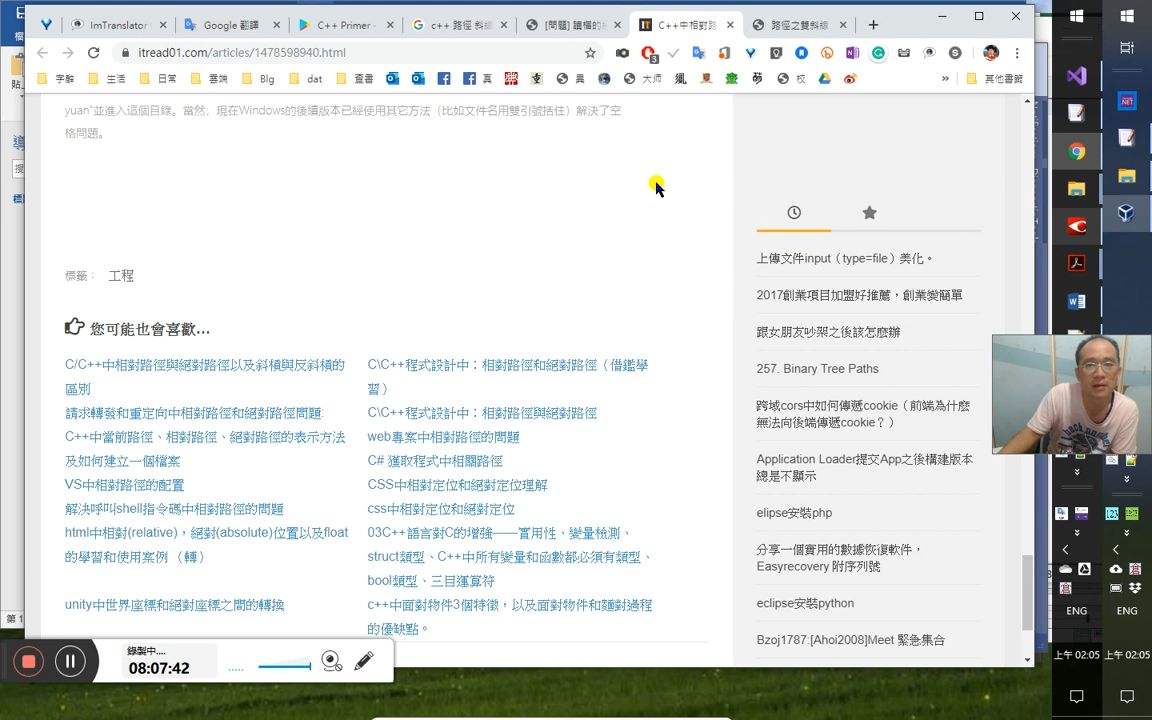 ImTranslator
Google 翻譯
C++ Primer -
c++ 路徑 斜線
[問題] 讀檔的
C++中相對路
路徑之雙斜線
itread01.com/articles/1478598940.html
3
字辭
生活
日常
雲端
Blg
dat
查書
真
異
大师
萌
校
»
其他書籤
yuan"並進入這個目錄。當然，現在Windows的後續版本已經使用其它方法（比如文件名用雙引號括住）解決了空
格問題。
標籤：
工程
您可能也會喜歡…
C/C++中相對路徑與絕對路徑以及斜槓與反斜槓的
區別
請求轉發和重定向中相對路徑和絕對路徑問題:
C++中當前路徑、相對路徑、絕對路徑的表示方法
及如何建立一個檔案
VS中相對路徑的配置
解決呼叫shell指令碼中相對路徑的問題
html中相對(relative)，絕對(absolute)位置以及float
的學習和使用案例 （轉）
unity中世界座標和絕對座標之間的轉換
C\C++程式設計中：相對路徑和絕對路徑（借鑑學
習）
C\C++程式設計中：相對路徑與絕對路徑
web專案中相對路徑的問題
C# 獲取程式中相關路徑
CSS中相對定位和絕對定位理解
css中相對定位和絕對定位
03C++語言對C的增強——實用性、變量檢測、
struct類型、C++中所有變量和函數都必須有類型、
bool類型、三目運算符
c++中面對物件3個特徵，以及面對物件和麵對過程
的優缺點。
上傳文件input（type=file）美化。
2017創業項目加盟好推薦，創業變簡單
跟女朋友吵架之後該怎麼辦
257. Binary Tree Paths
跨域cors中如何傳遞cookie（前端為什麼
無法向後端傳遞cookie？）
Application Loader提交App之後構建版本
總是不顯示
elipse安裝php
分享一個實用的數據恢復軟件，
Easyrecovery 附序列號
eclipse安裝python
Bzoj1787:[Ahoi2008]Meet 緊急集合
錄製中....
08:07:42
ENG
ENG
上午 02:05
上午 02:05